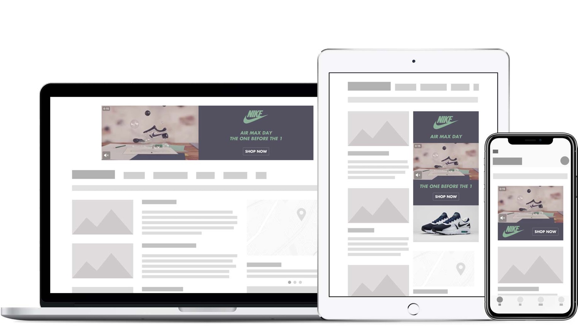 NIKE
AIR MAX DAY
THE ONE BEFORE THE 1
SHOP NOW
NIKE
AIR MAX DAY
THE ONE BEFORE THE 1
SHOP NOW
NIKE
SHOP NOW